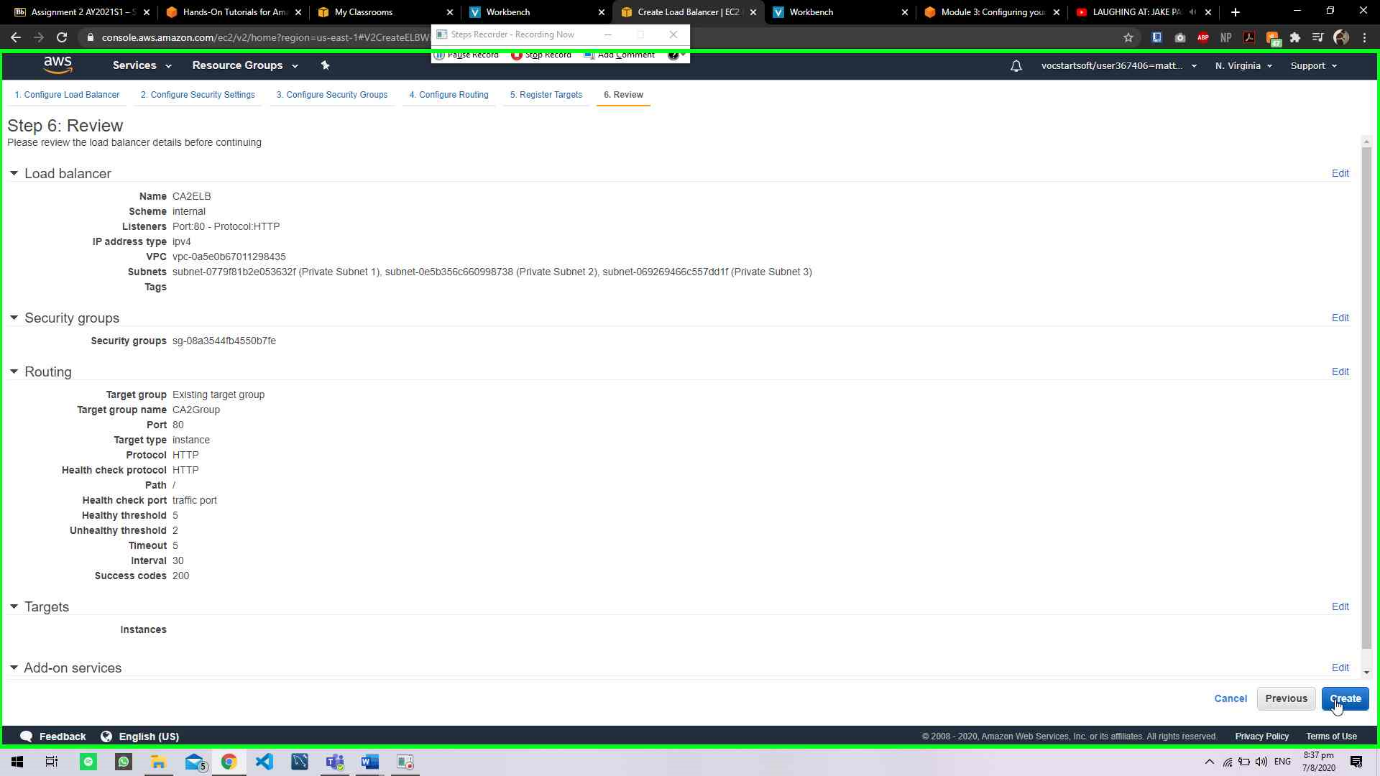 Assignment 2 AY2021S1 – S
Hands-On Tutorials for Am
My Classrooms
Workbench
Create Load Balancer | EC2
Workbench
Module 3: Configuring you
LAUGHING AT: JAKE PA
console.aws.amazon.com/ec2/v2/home?region=us-east-1#V2CreateELBW
Steps Recorder - Recording Now
Pause Record Stop Record Add Comment
aws Services Resource Groups vocstartsoft/user367406=matt... N. Virginia Support
1. Configure Load Balancer 2. Configure Security Settings 3. Configure Security Groups 4. Configure Routing 5. Register Targets 6. Review
Step 6: Review
Please review the load balancer details before continuing
Load balancer Edit
Name CA2ELB
Scheme internal
Listeners Port:80 - Protocol:HTTP
IP address type ipv4
VPC vpc-0a5e0b67011298435
Subnets subnet-0779f81b2e053632f (Private Subnet 1), subnet-0e5b356c660998738 (Private Subnet 2), subnet-069269466c557dd1f (Private Subnet 3)
Tags
Security groups Edit
Security groups sg-08a3544fb4550b7fe
Routing Edit
Target group Existing target group
Target group name CA2Group
Port 80
Target type instance
Protocol HTTP
Health check protocol HTTP
Path /
Health check port traffic port
Healthy threshold 5
Unhealthy threshold 2
Timeout 5
Interval 30
Success codes 200
Targets Edit
Instances
Add-on services Edit
Cancel Previous Create
Feedback English (US) © 2008 - 2020, Amazon Web Services, Inc. or its affiliates. All rights reserved. Privacy Policy Terms of Use
5
ENG
8:37 pm
7/8/2020